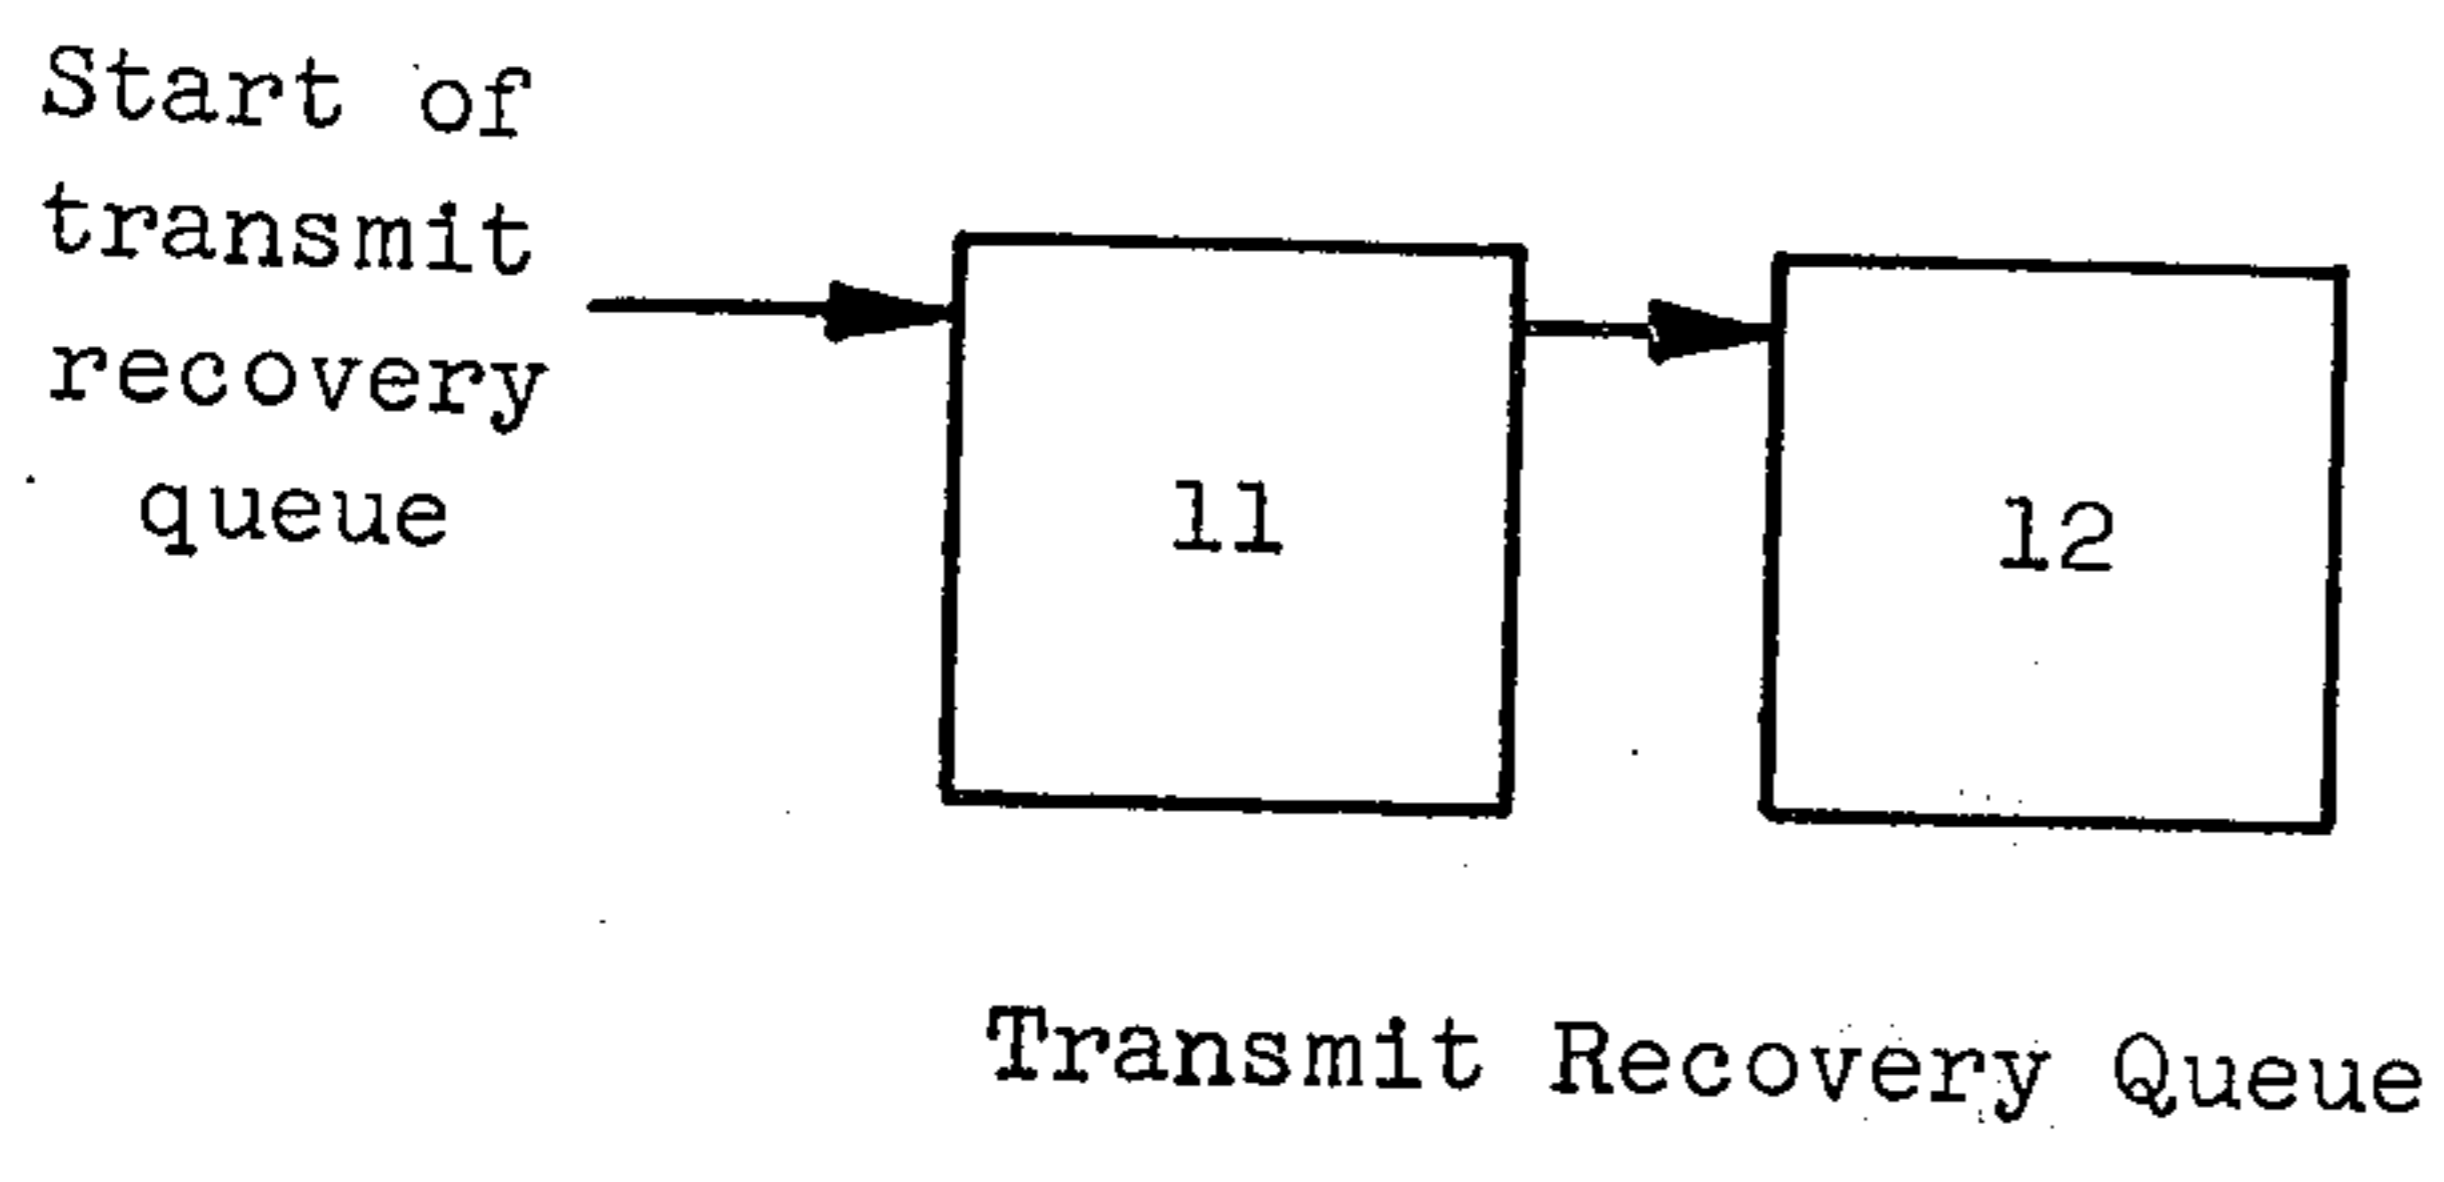 Start of
transmit
recovery
queue
11
12
Transmit Recovery Queue